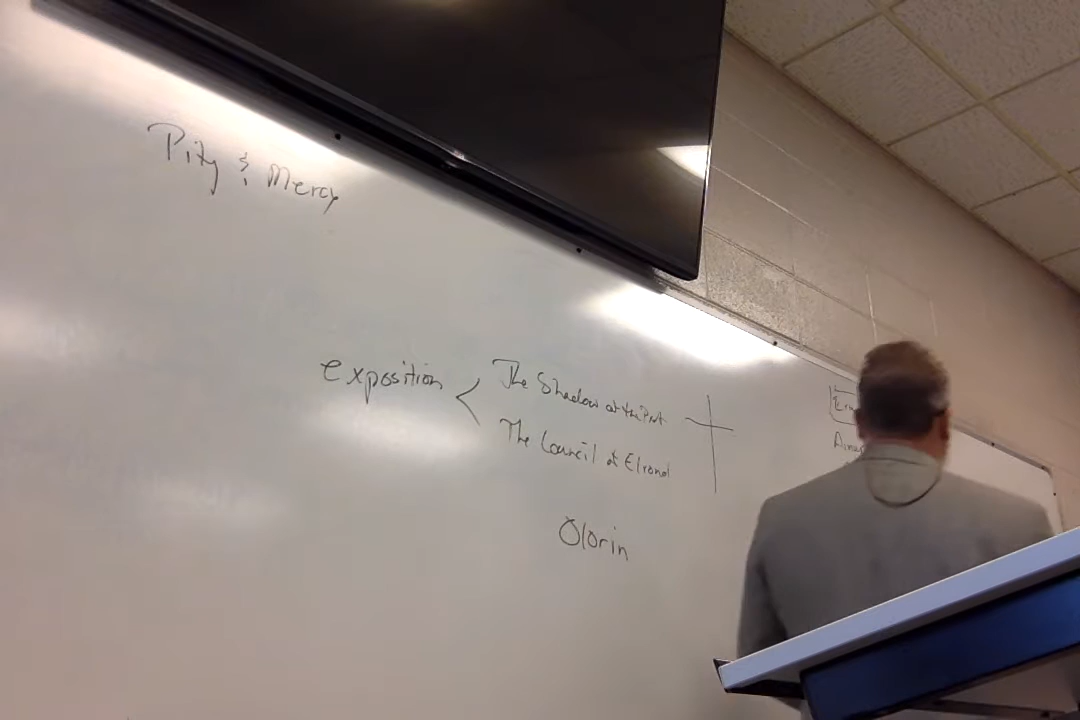 Pity & Mercy
exposition < The Shadow of the Past
The Council of Elrond
Olorin